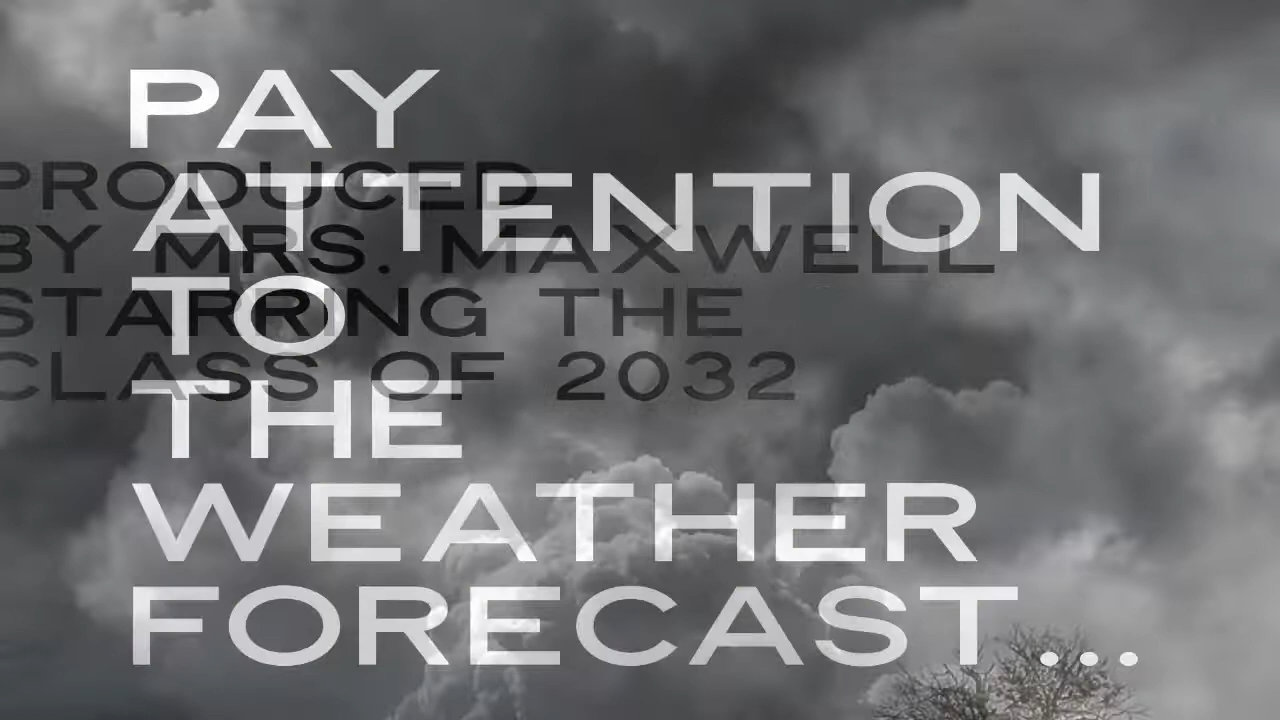 PAY
ATTENTION
TO
THE
WEATHER
FORECAST...
PRODUCED
BY MRS. MAXWELL
STARRING THE
CLASS OF 2032